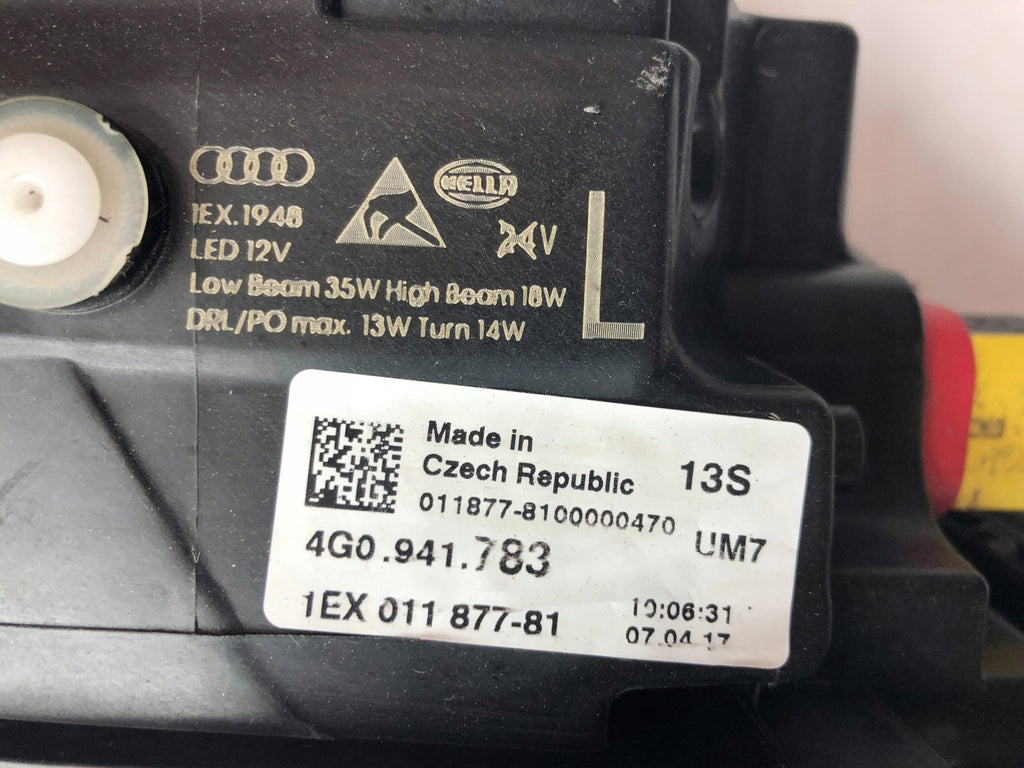 HELLA
1EX.1948
24V
LED 12V
L
Low Beam 35W High Beam 18W
DRL/PO max. 13W Turn 14W
Made in
Czech Republic
13S
011877-8100000470
4G0.941.783
UM7
1EX 011 877-81
10:06:31
07.04.17